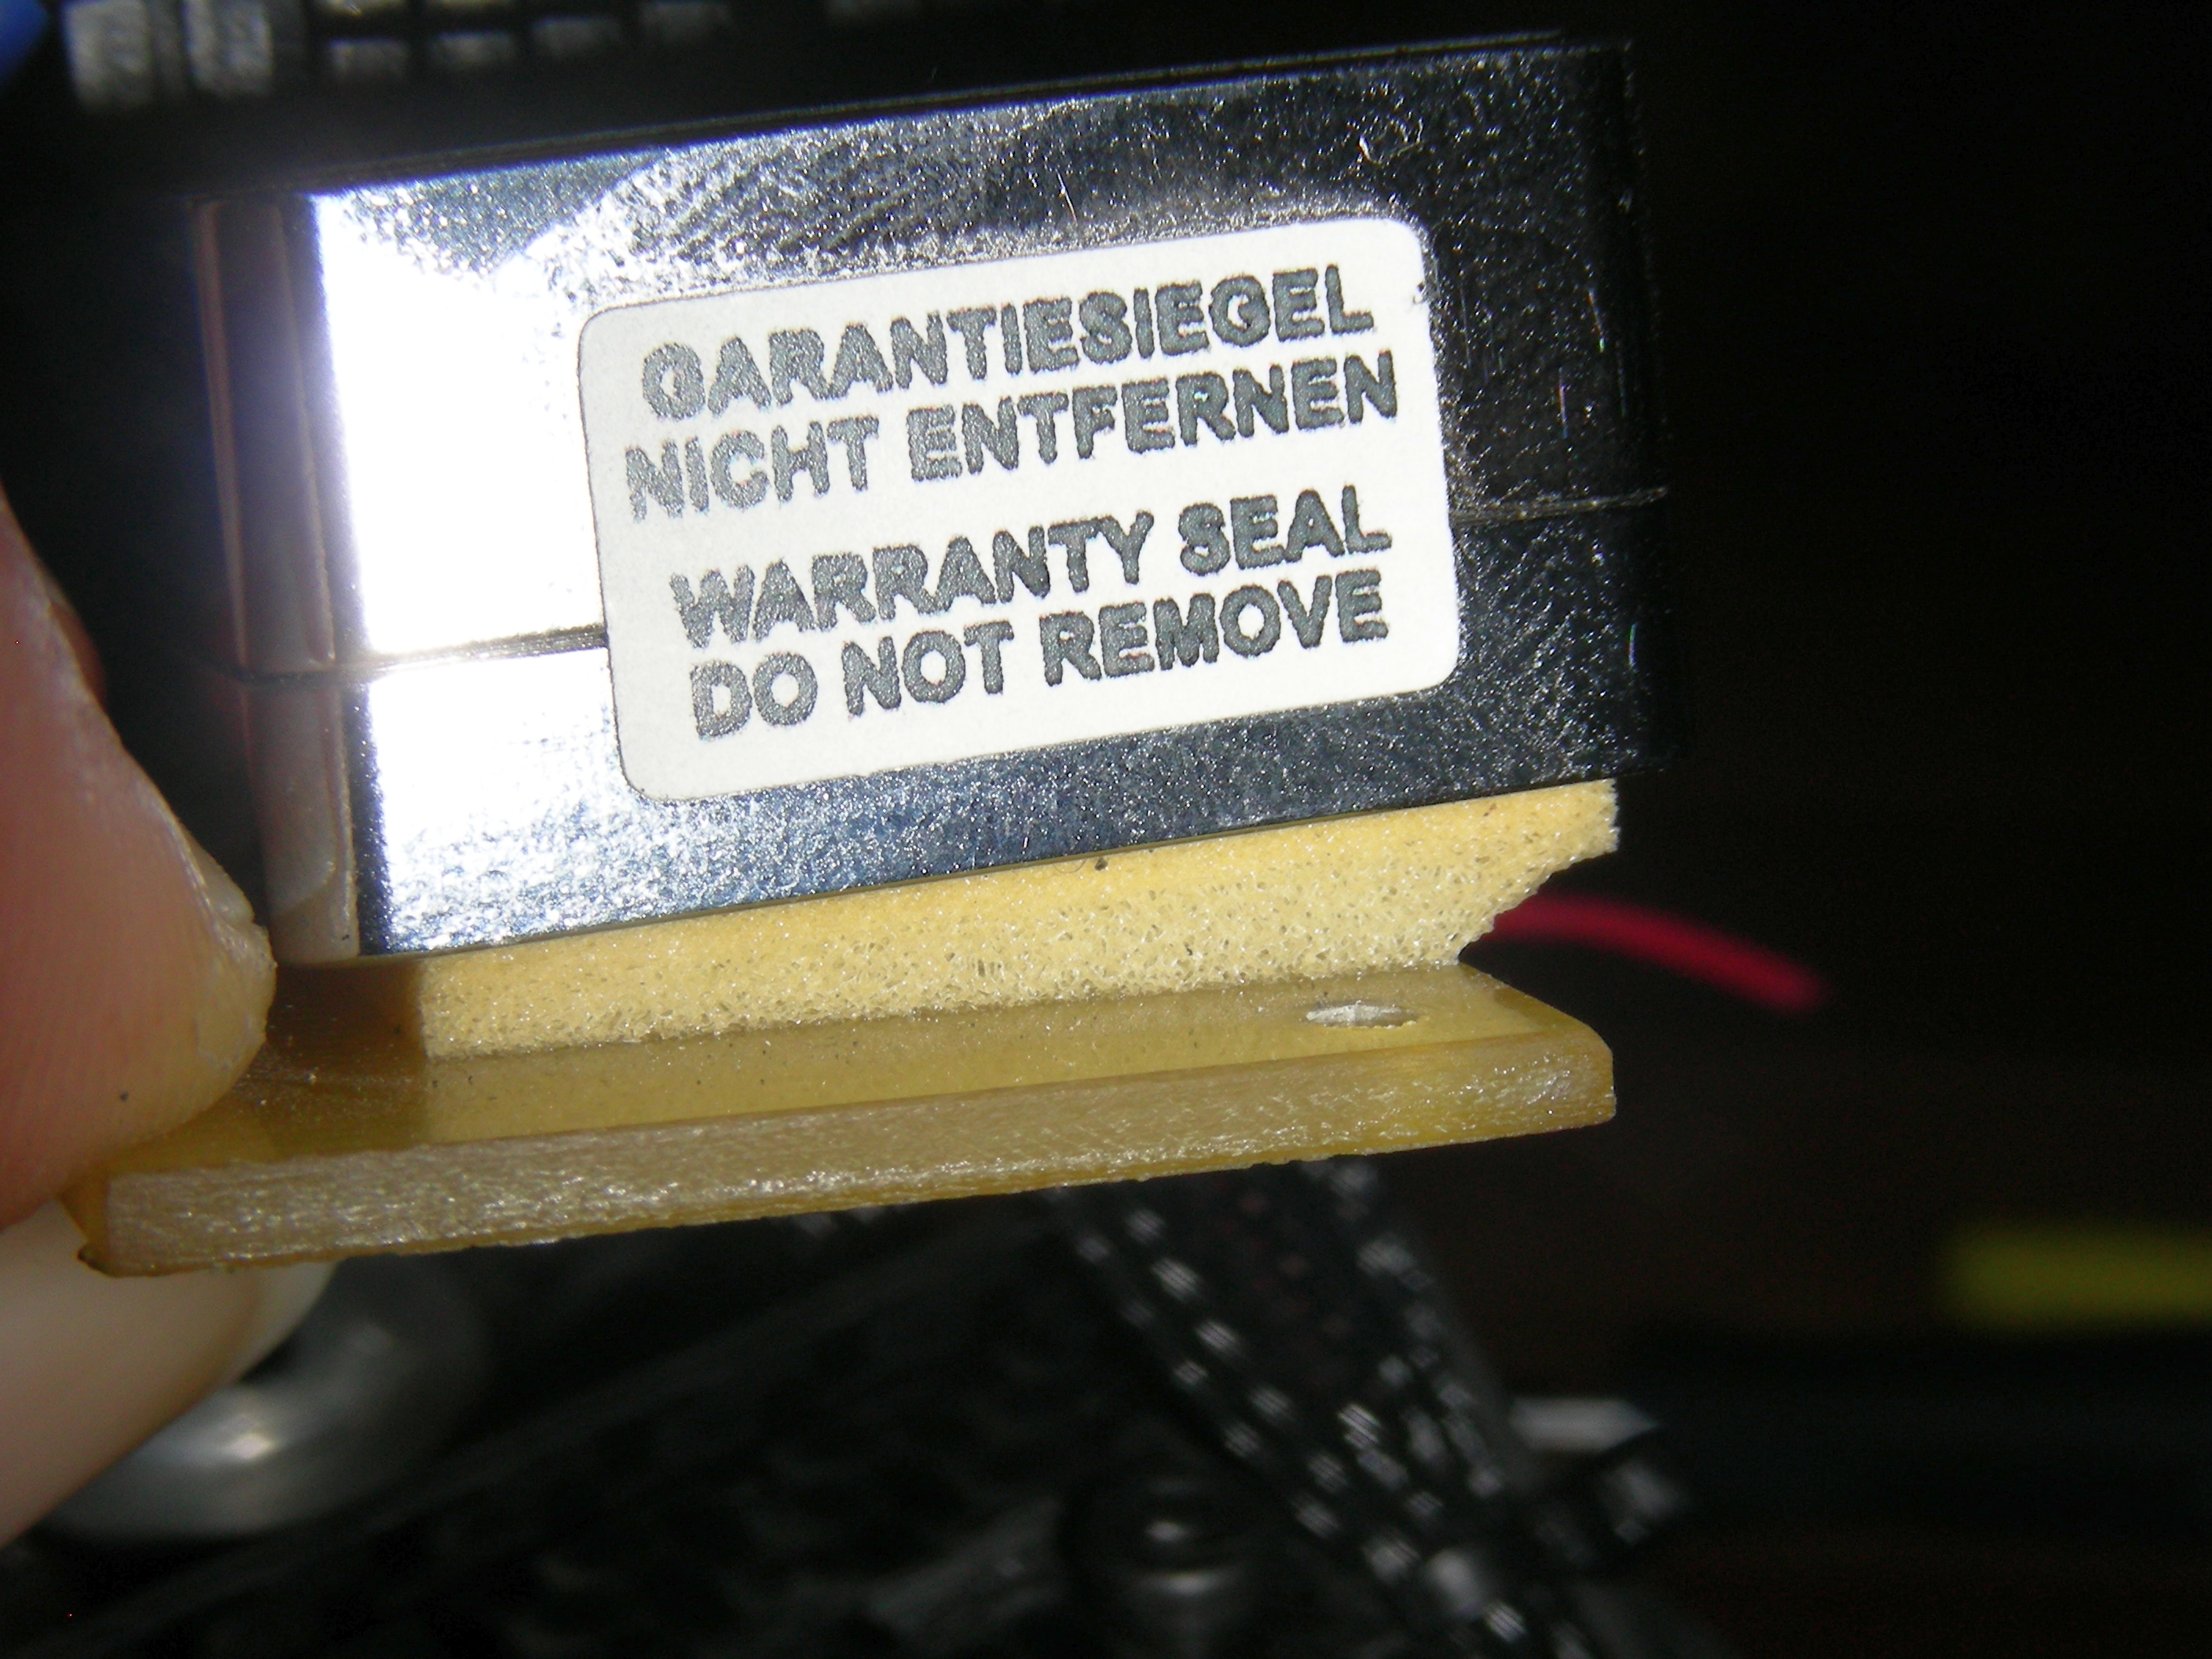 GARANTIESIEGEL
NICHT ENTFERNEN
WARRANTY SEAL
DO NOT REMOVE